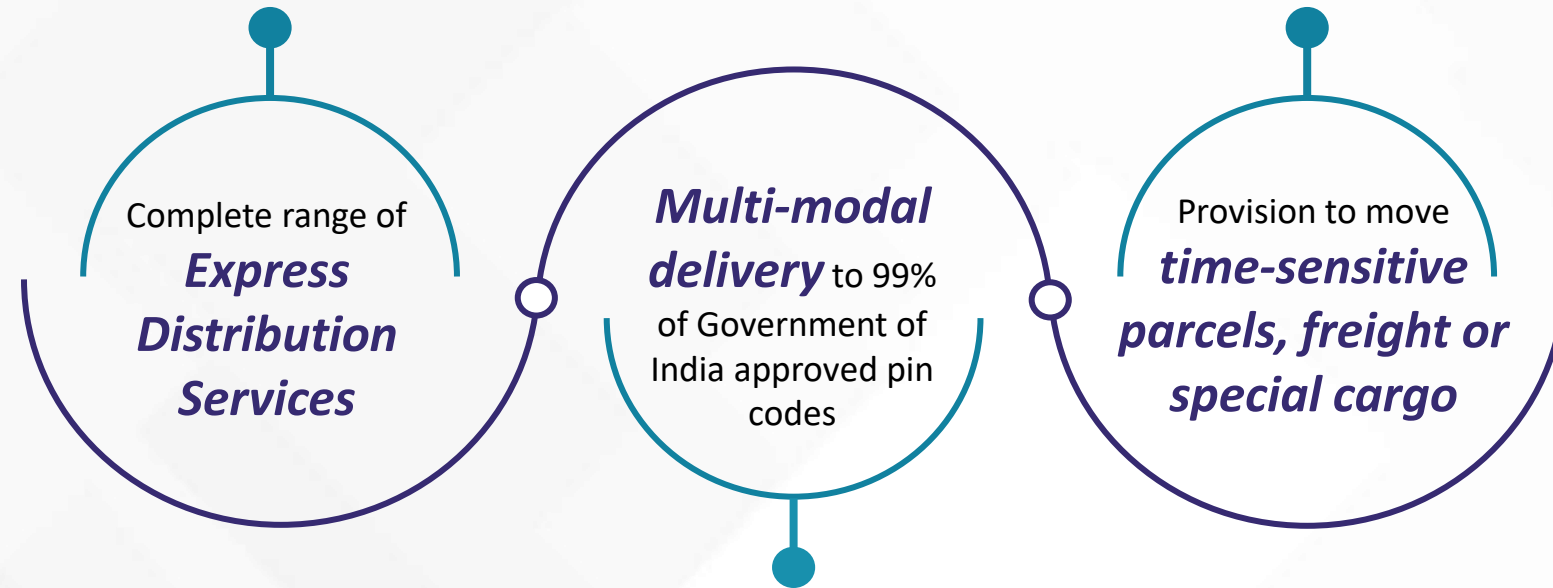 Complete range of
Express
Distribution
Services
Multi-modal
delivery to 99%
of Government of
India approved pin
codes
Provision to move
time-sensitive
parcels, freight or
special cargo